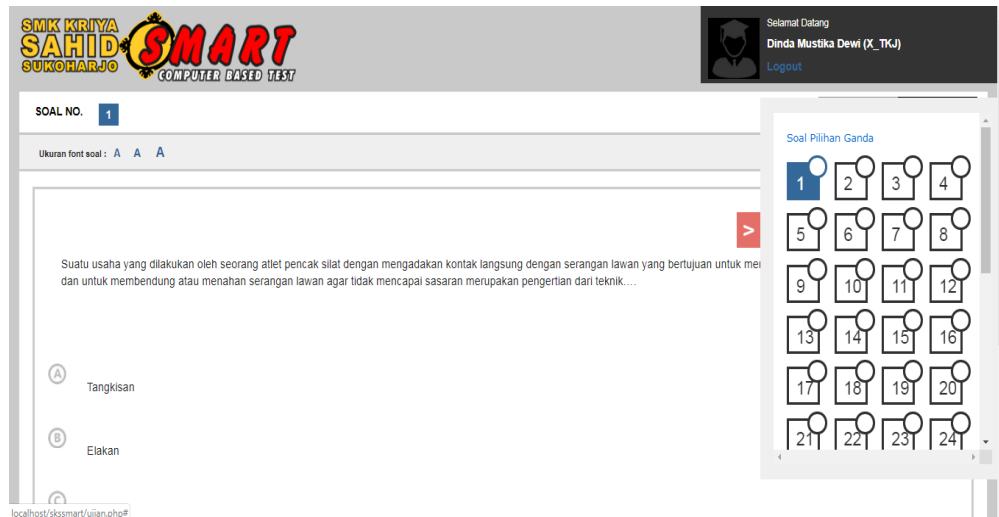 SMK KRIYA
SAHID
SUKOHARJO
SMART
COMPUTER BASED TEST
Selamat Datang
Dinda Mustika Dewi (X_TKJ)
Logout
SOAL NO. 1
Ukuran font soal : A A A
Soal Pilihan Ganda
1 2 3 4
5 6 7 8
9 10 11 12
13 14 15 16
17 18 19 20
21 22 23 24
>
Suatu usaha yang dilakukan oleh seorang atlet pencak silat dengan mengadakan kontak langsung dengan serangan lawan yang bertujuan untuk
dan untuk membendung atau menahan serangan lawan agar tidak mencapai sasaran merupakan pengertian dari teknik....
A
Tangkisan
B
Elakan
C
localhost/skssmart/ujian.php#